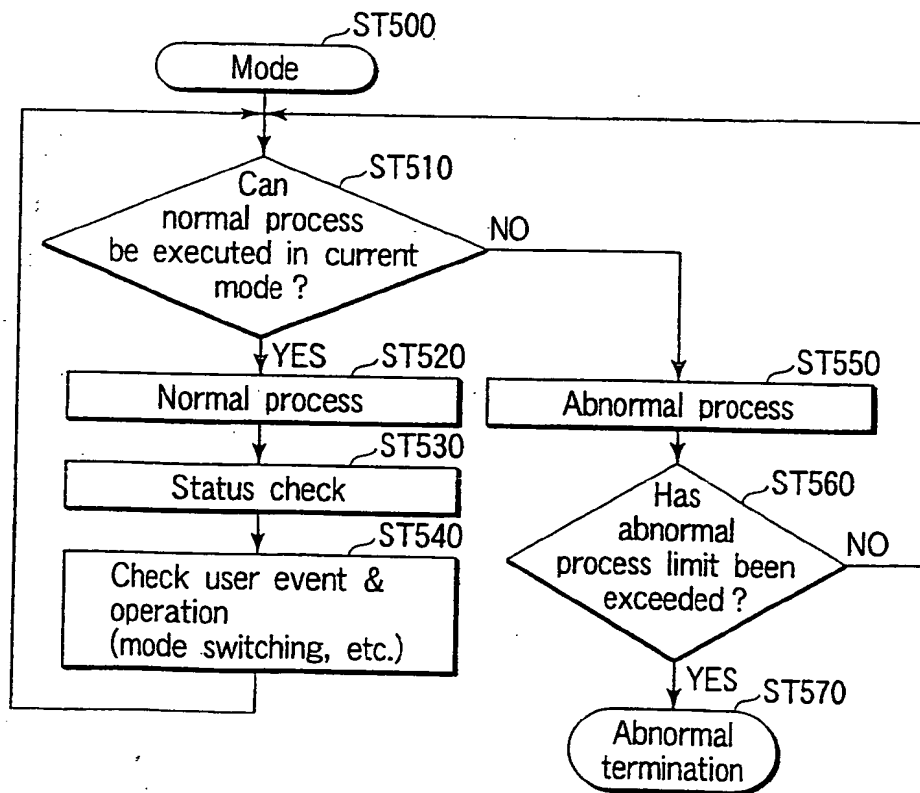 ST500
Mode
ST510
Can
normal process
be executed in current
mode ?
NO
YES
ST520
Normal process
ST530
Status check
ST540
Check user event &
operation
(mode switching, etc.)
ST550
Abnormal process
ST560
Has
abnormal
process limit been
exceeded ?
NO
YES
ST570
Abnormal
termination